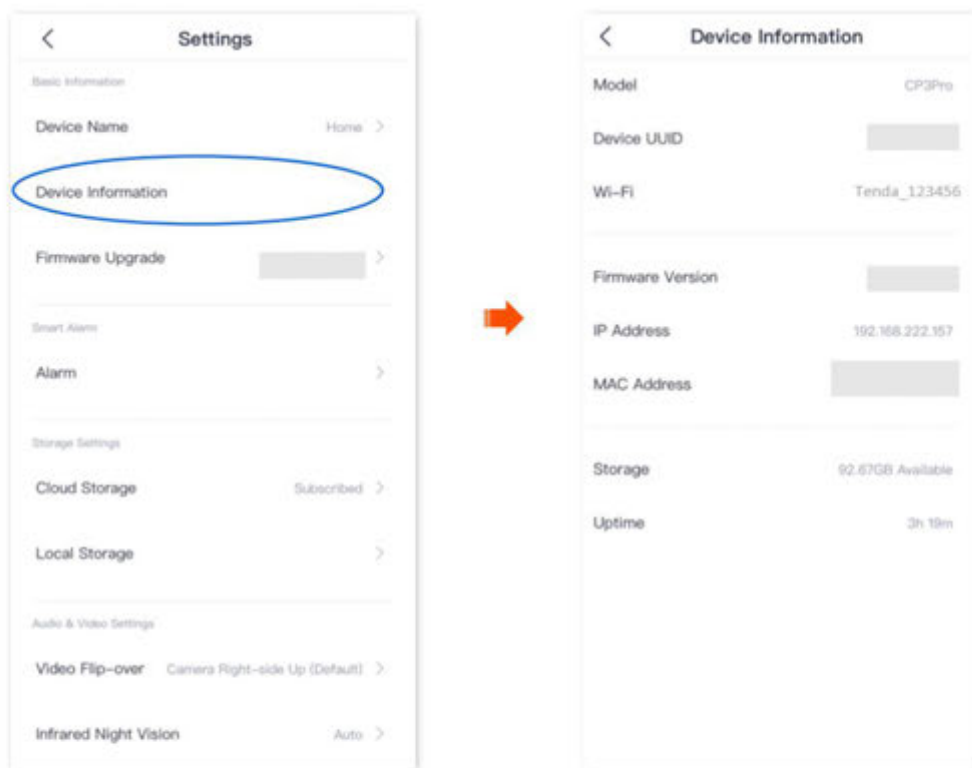 Settings
Basic Information
Device Name Home
Device Information
Firmware Upgrade
Smart Alarm
Alarm
Storage Settings
Cloud Storage Subscribed
Local Storage
Audio & Video Settings
Video Flip-over Camera Right-side Up (Default)
Infrared Night Vision Auto
Device Information
Model CP3Pro
Device UUID
Wi-Fi Tenda_123456
Firmware Version
IP Address 192.168.222.157
MAC Address
Storage 92.67GB Available
Uptime 3h 19m